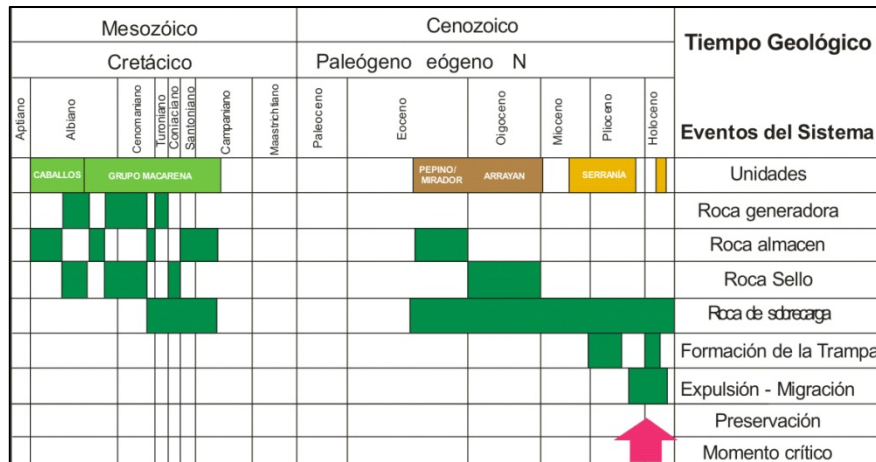 Mesozóico Cenozoico
Tiempo Geológico
Cretácico Paleógeno eógeno N
Aptiano Albiano Cenomaniano Turoniano Coniaciano Santoniano Campaniano Maastrichtiano Paleoceno Eoceno Oigoceno Mioceno Plioceno Holoceno
Eventos del Sistema
CABALLOS GRUPO MACARENA PEPINO/ MIRADOR ARRAYAN SERRANÍA Unidades
Roca generadora
Roca almacen
Roca Sello
Roca de sobrecarga
Formación de la Trampa
Expulsión - Migración
Preservación
Momento crítico